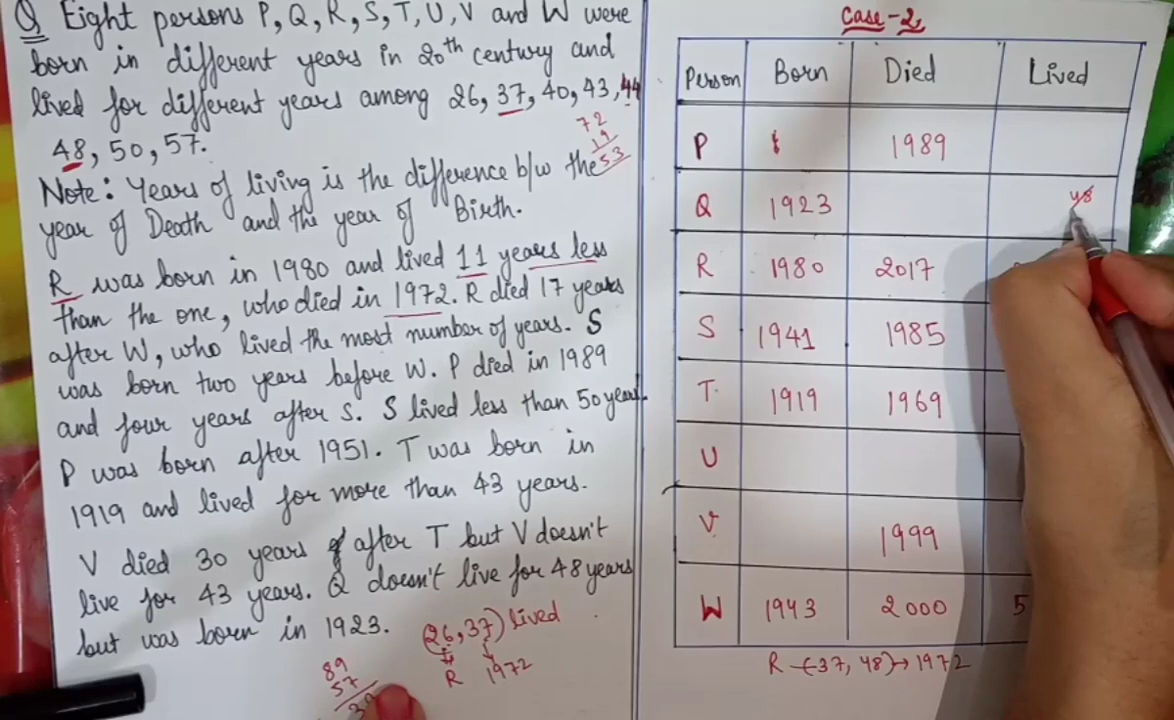 Q Eight persons P, Q, R, S, T, U, V and W were
born in different years in 20th century and
lived for different years among 26, 37, 40, 43, 44
48, 50, 57.
72
19
53
Note: Years of living is the difference b/w the
year of Death and the year of Birth.
R was born in 1980 and lived 11 years less
than the one, who died in 1972. R died 17 years
after W, who lived the most number of years. S
was born two years before W. P died in 1989
and four years after S. S lived less than 50 years.
P was born after 1951. T was born in
1919 and lived for more than 43 years.
V died 30 years after T but V doesn't
live for 43 years. Q doesn't live for 48 years
but was born in 1923.
(26, 37) lived
R 1972
89
57
Case-2
Person Born Died Lived
P 1989
Q 1923 48
R 1980 2017
S 1941 1985
T 1919 1969
U
V 1999
W 1943 2000 5
R (37, 48) → 1972